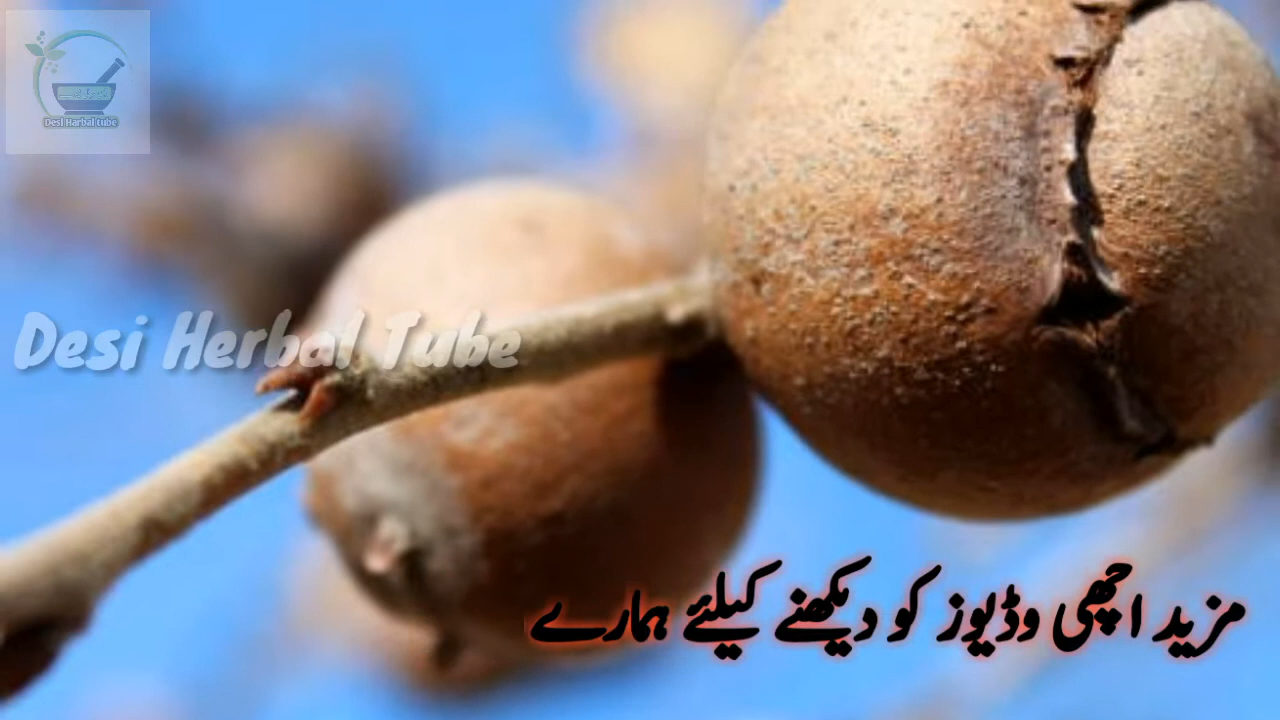 Desi Herbal tube
Desi Herbal Tube
مزید اچھی وڈیوز کو دیکھنے کیلئے ہمارے